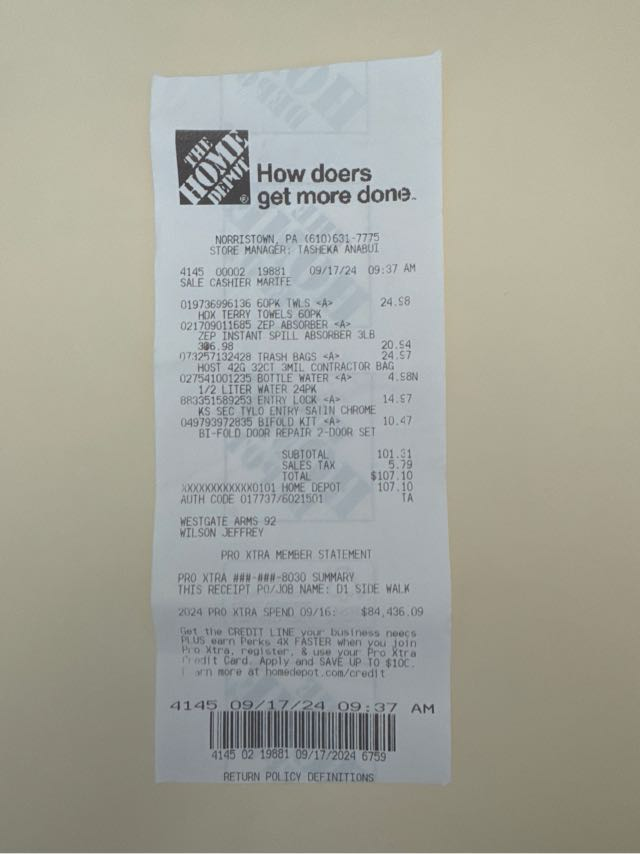 THE
HOME
DEPOT
How doers
get more done.
NORRISTOWN, PA (610)631-7775
STORE MANAGER: TASHEKA ANABUI
4145 00002 19881 09/17/24 09:37 AM
SALE CASHIER MARIFE
019736996136 60PK TWLS <A> 24.98
HDX TERRY TOWELS 60PK
021709011685 ZEP ABSORBER <A>
ZEP INSTANT SPILL ABSORBER 3LB
3@6.98 20.94
073257132428 TRASH BAGS <A> 24.97
HOST 42G 32CT 3MIL CONTRACTOR BAG
027541001235 BOTTLE WATER <A> 4.98N
1/2 LITER WATER 24PK
883351589253 ENTRY LOCK <A> 14.97
KS SEC TYLO ENTRY SATIN CHROME
049793972835 BIFOLD KIT <A> 10.47
BI-FOLD DOOR REPAIR 2-DOOR SET
SUBTOTAL 101.31
SALES TAX 5.79
TOTAL $107.10
XXXXXXXXXXXX0101 HOME DEPOT 107.10
AUTH CODE 017737/6021501 TA
WESTGATE ARMS 92
WILSON JEFFREY
PRO XTRA MEMBER STATEMENT
PRO XTRA ###-###-8030 SUMMARY
THIS RECEIPT PO/JOB NAME: D1 SIDE WALK
2024 PRO XTRA SPEND 09/16: $84,436.09
Get the CREDIT LINE your business needs
PLUS earn Perks 4X FASTER when you join
Pro Xtra, register, & use your Pro Xtra
Credit Card. Apply and SAVE UP TO $100.
Learn more at homedepot.com/credit
4145 09/17/24 09:37 AM
4145 02 19881 09/17/2024 6759
RETURN POLICY DEFINITIONS